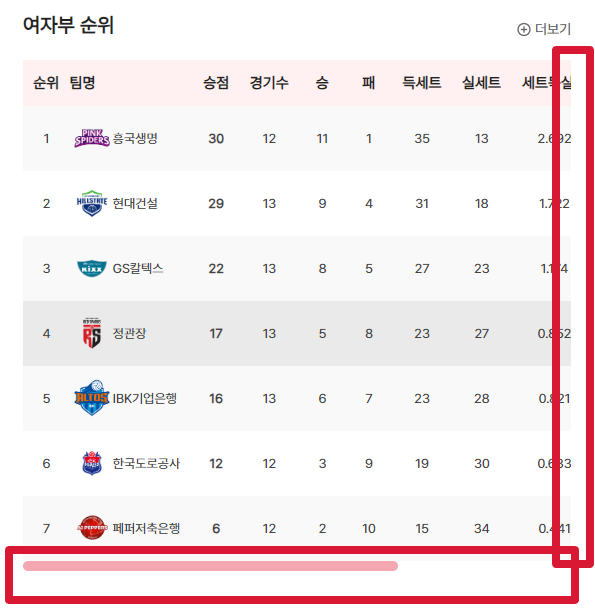 여자부 순위
더보기
순위 팀명 승점 경기수 승 패 득세트 실세트 세트득실
1 PINK SPIDERS 흥국생명 30 12 11 1 35 13 2.692
2 HILLSTATE 현대건설 29 13 9 4 31 18 1.722
3 KIXX GS칼텍스 22 13 8 5 27 23 1.174
4 RED SPARKS RS 정관장 17 13 5 8 23 27 0.852
5 ALTOS IBK기업은행 16 13 6 7 23 28 0.821
6 한국도로공사 12 12 3 9 19 30 0.633
7 AI PEPPERS 페퍼저축은행 6 12 2 10 15 34 0.441